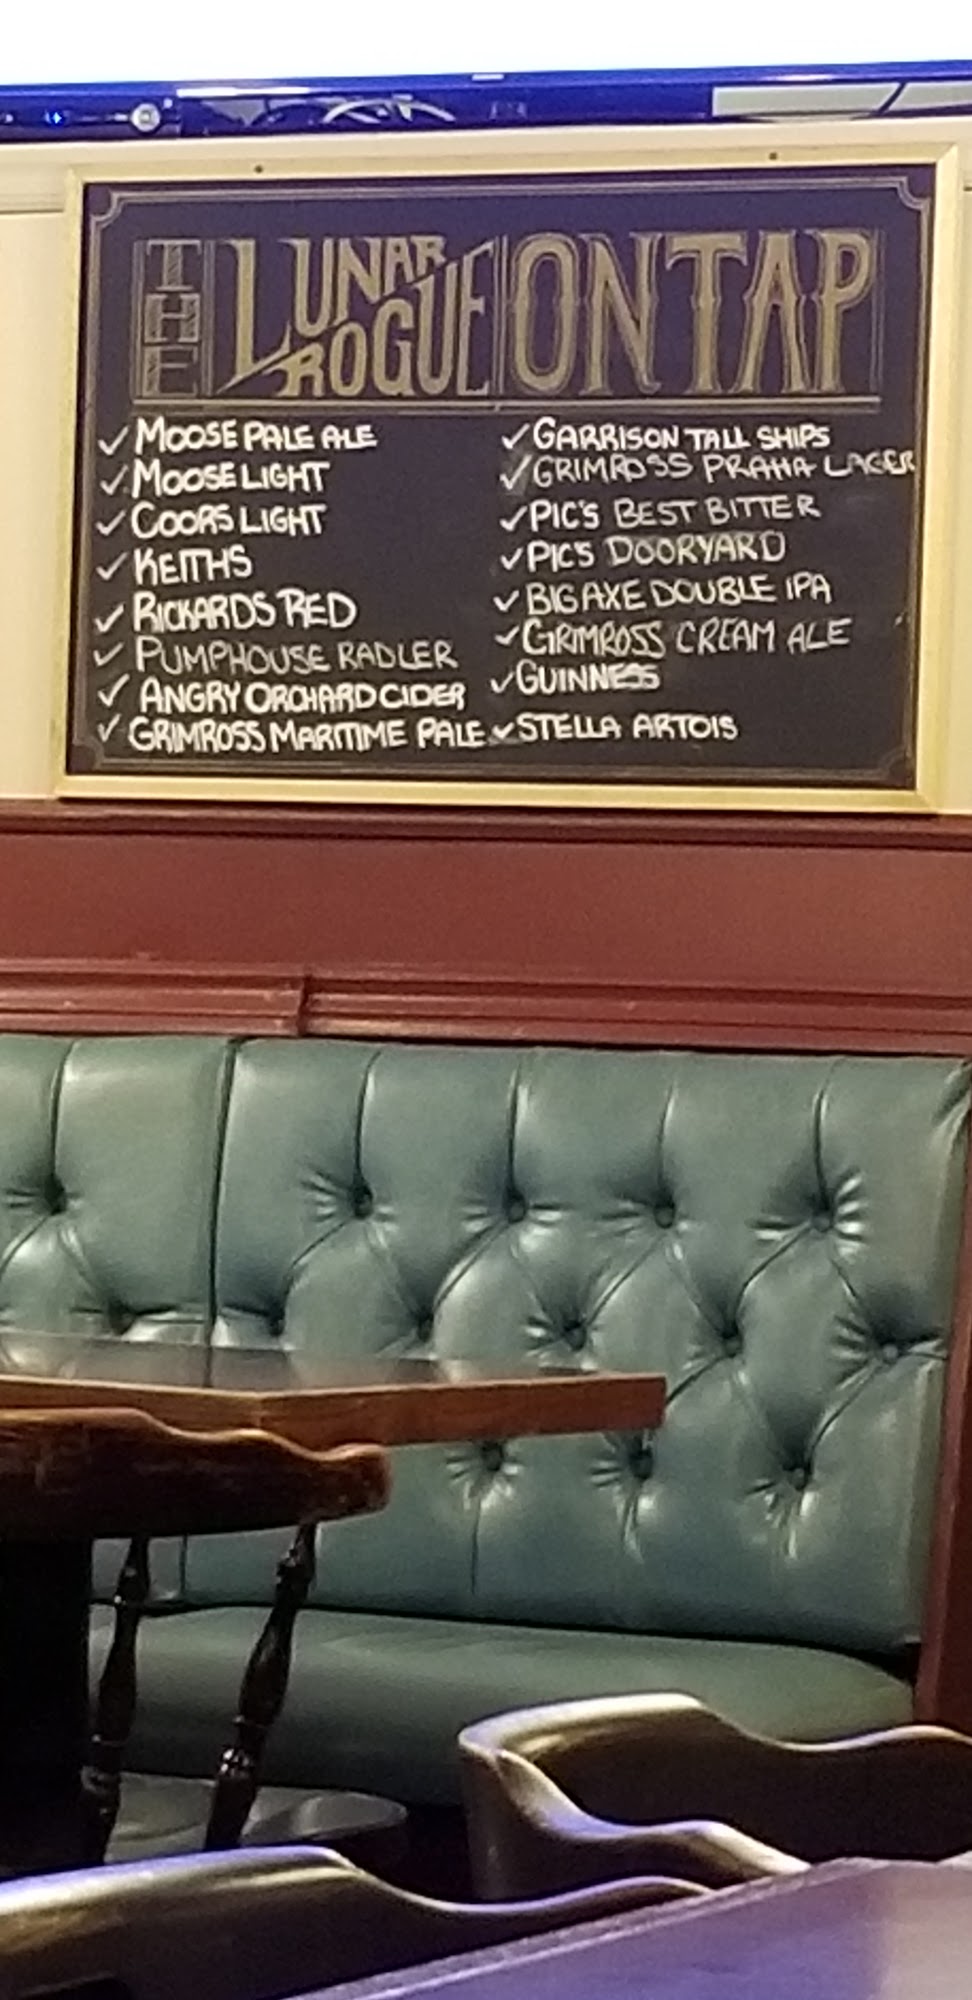 THE LUNAR ROGUE ON TAP
✓ MOOSE PALE ALE
✓ MOOSE LIGHT
✓ COORS LIGHT
✓ KEITHS
✓ RICKARDS RED
✓ PUMPHOUSE RADLER
✓ ANGRY ORCHARD CIDER
✓ GRIMROSS MARITIME PALE
✓ GARRISON TALL SHIPS
✓ GRIMROSS PRAHA LAGER
✓ PIC'S BEST BITTER
✓ PIC'S DOORYARD
✓ BIG AXE DOUBLE IPA
✓ GRIMROSS CREAM ALE
✓ GUINNESS
✓ STELLA ARTOIS